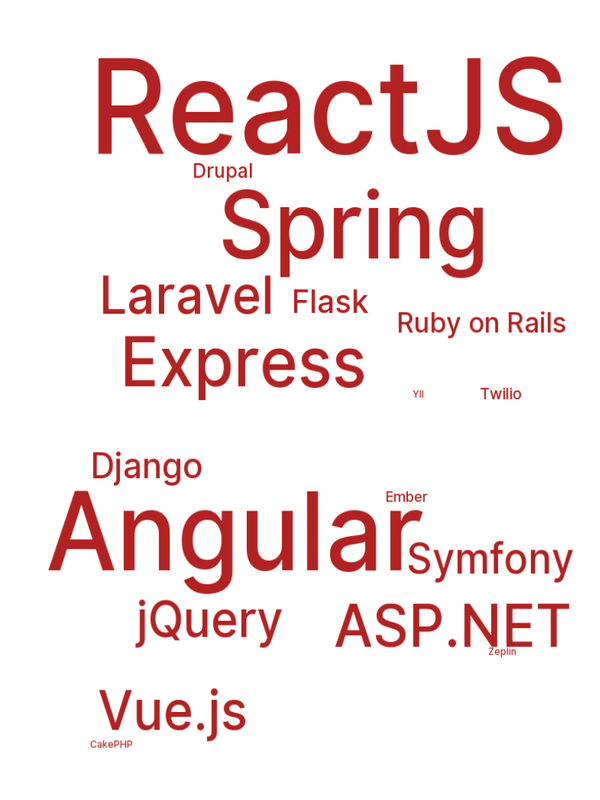 ReactJS
Drupal
Spring
Laravel
Flask
Ruby on Rails
Express
YII
Twilio
Django
Angular
Ember
Symfony
jQuery
ASP.NET
Zeplin
Vue.js
CakePHP